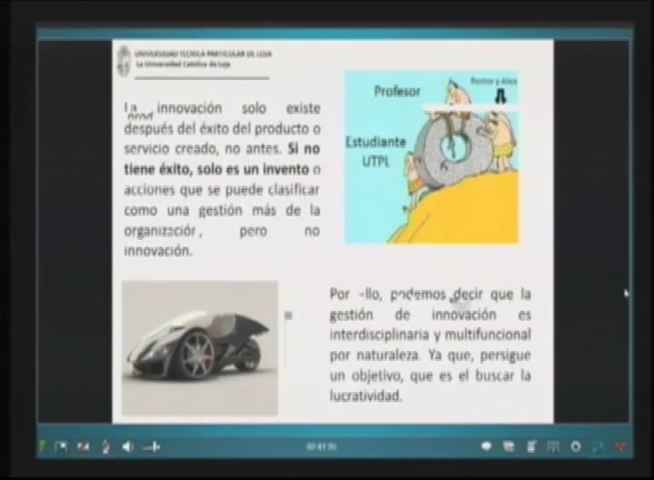 UNIVERSIDAD TECNICA PARTICULAR DE LOJA
La Universidad Católica de Loja
La innovación solo existe
después del éxito del producto o
servicio creado, no antes. Si no
tiene éxito, solo es un invento o
acciones que se puede clasificar
como una gestión más de la
organización, pero no
innovación.
Profesor
Rector y Alex
Estudiante
UTPL
Por ello, podemos decir que la
gestión de innovación es
interdisciplinaria y multifuncional
por naturaleza. Ya que, persigue
un objetivo, que es el buscar la
lucratividad.